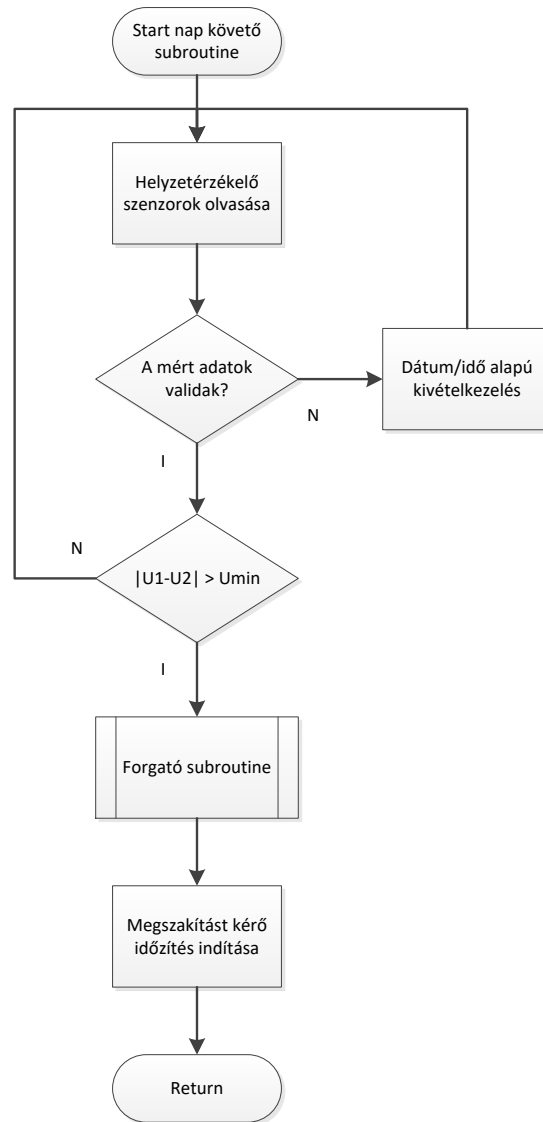 Start nap követő
subroutine
Helyzetérzékelő
szenzorok olvasása
A mért adatok
validak?
N
Dátum/idő alapú
kivételkezelés
I
N
|U1-U2| > Umin
I
Forgató subroutine
Megszakítást kérő
időzítés indítása
Return